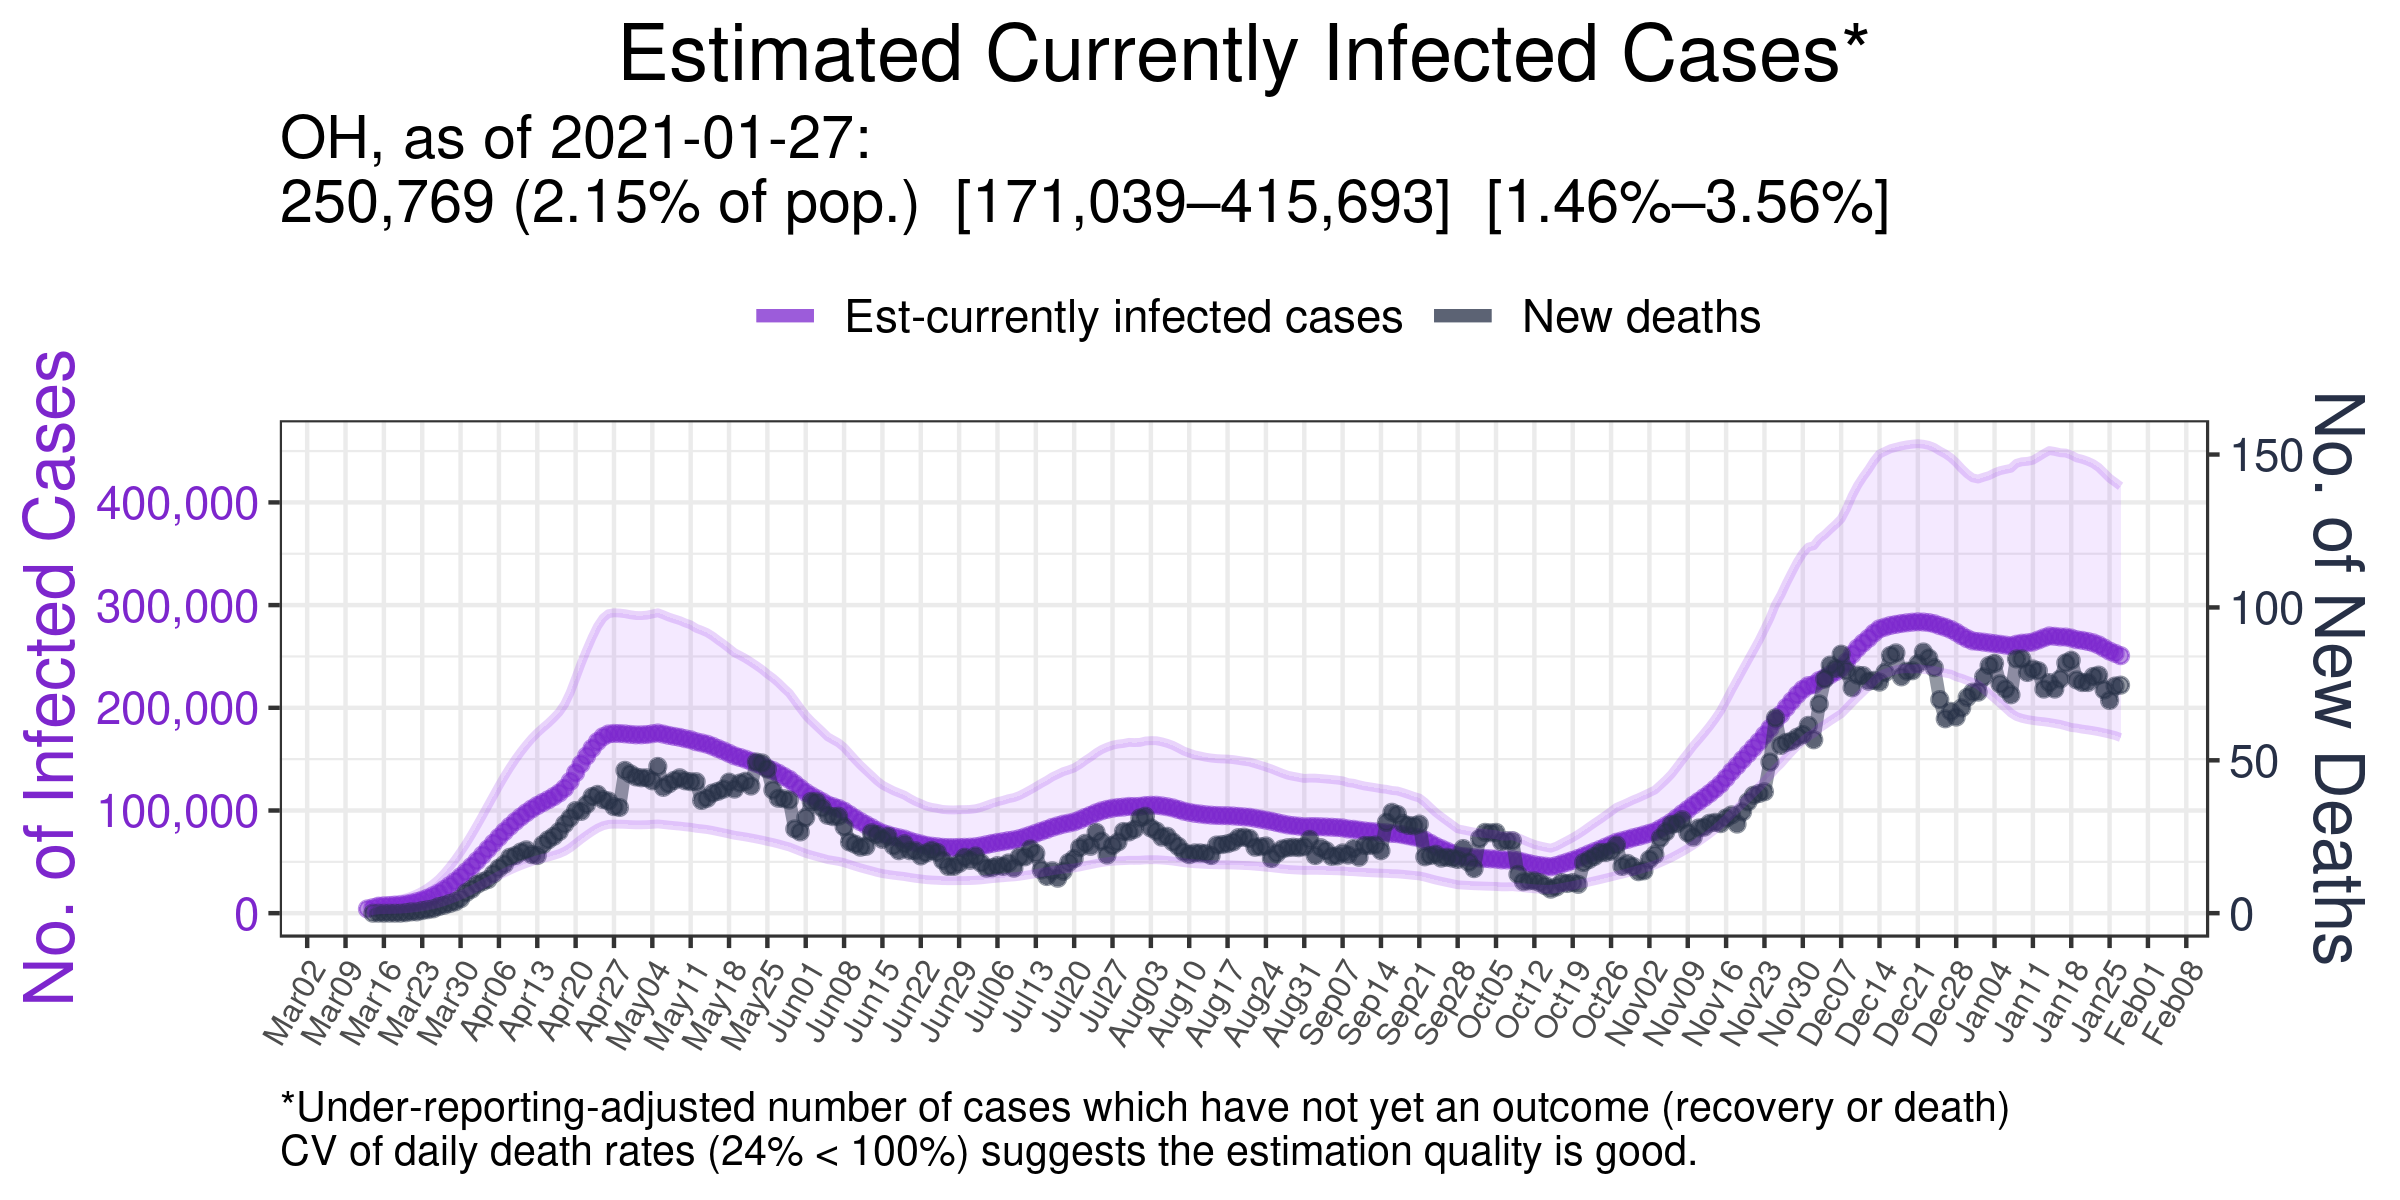 Estimated Currently Infected Cases*
OH, as of 2021-01-27:
250,769 (2.15% of pop.)  [171,039–415,693]  [1.46%–3.56%]
Est-currently infected cases
New deaths
No. of Infected Cases
400,000
300,000
200,000
100,000
0
150
100
50
0
No. of New Deaths
Mar02
Mar09
Mar16
Mar23
Mar30
Apr06
Apr13
Apr20
Apr27
May04
May11
May18
May25
Jun01
Jun08
Jun15
Jun22
Jun29
Jul06
Jul13
Jul20
Jul27
Aug03
Aug10
Aug17
Aug24
Aug31
Sep07
Sep14
Sep21
Sep28
Oct05
Oct12
Oct19
Oct26
Nov02
Nov09
Nov16
Nov23
Nov30
Dec07
Dec14
Dec21
Dec28
Jan04
Jan11
Jan18
Jan25
Feb01
Feb08
*Under-reporting-adjusted number of cases which have not yet an outcome (recovery or death)
CV of daily death rates (24% < 100%) suggests the estimation quality is good.